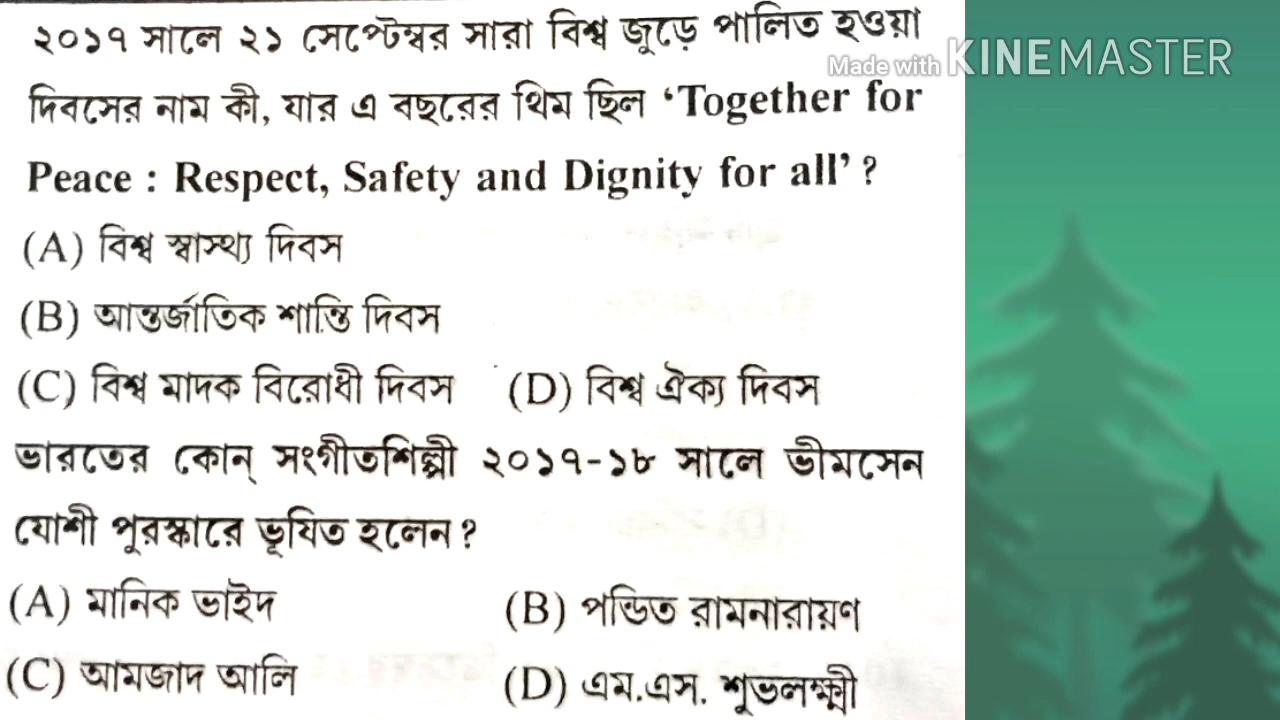 ২০১৭ সালে ২১ সেপ্টেম্বর সারা বিশ্ব জুড়ে পালিত হওয়া
Made with KINEMASTER
দিবসের নাম কী, যার এ বছরের থিম ছিল ‘Together for
Peace : Respect, Safety and Dignity for all’ ?
(A) বিশ্ব স্বাস্থ্য দিবস
(B) আন্তর্জাতিক শান্তি দিবস
(C) বিশ্ব মাদক বিরোধী দিবস (D) বিশ্ব ঐক্য দিবস
ভারতের কোন্ সংগীতশিল্পী ২০১৭-১৮ সালে ভীমসেন
যোশী পুরস্কারে ভূষিত হলেন ?
(A) মানিক ভাইদ (B) পন্ডিত রামনারায়ণ
(C) আমজাদ আলি (D) এম.এস. শুভলক্ষ্মী